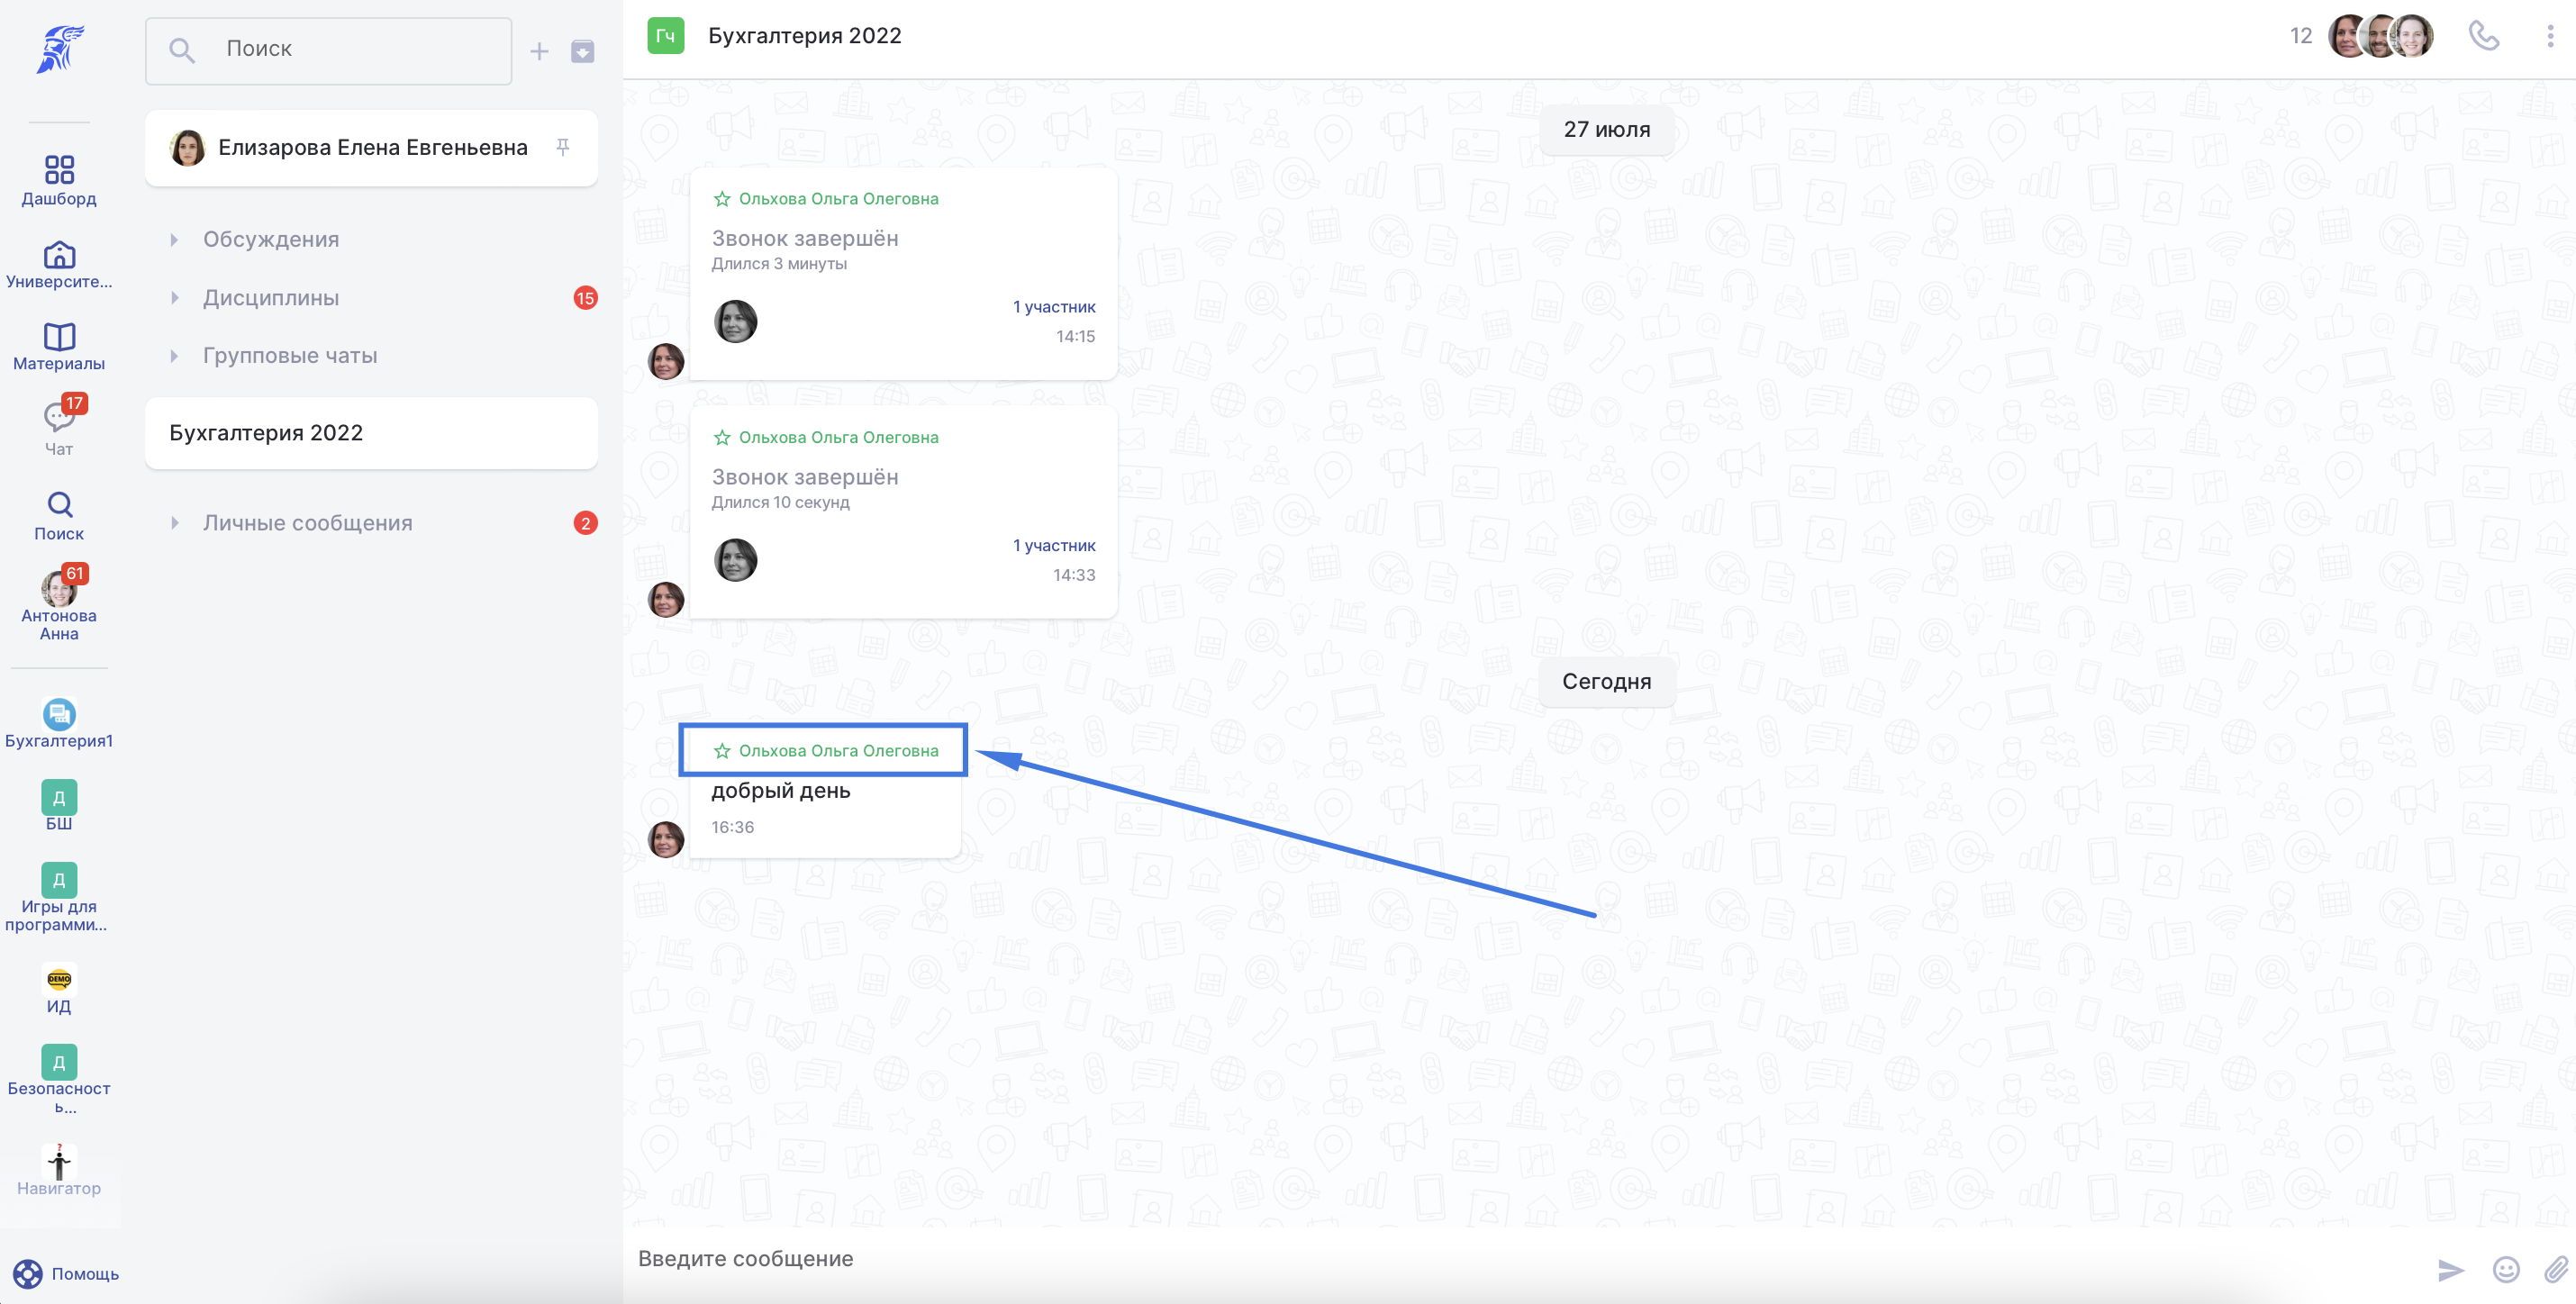 Дашборд
Университе...
Материалы
17
Чат
Поиск
61
Антонова
Анна
Бухгалтерия1
Д
БШ
Д
Игры для
программи...
DEMO
ИД
Д
Безопасност
ь...
?
Навигатор
Помощь
Поиск
Елизарова Елена Евгеньевна
Обсуждения
Дисциплины
15
Групповые чаты
Бухгалтерия 2022
Личные сообщения
2
Гч
Бухгалтерия 2022
12
27 июля
Ольхова Ольга Олеговна
Звонок завершён
Длился 3 минуты
1 участник
14:15
Ольхова Ольга Олеговна
Звонок завершён
Длился 10 секунд
1 участник
14:33
Сегодня
Ольхова Ольга Олеговна
добрый день
16:36
Введите сообщение